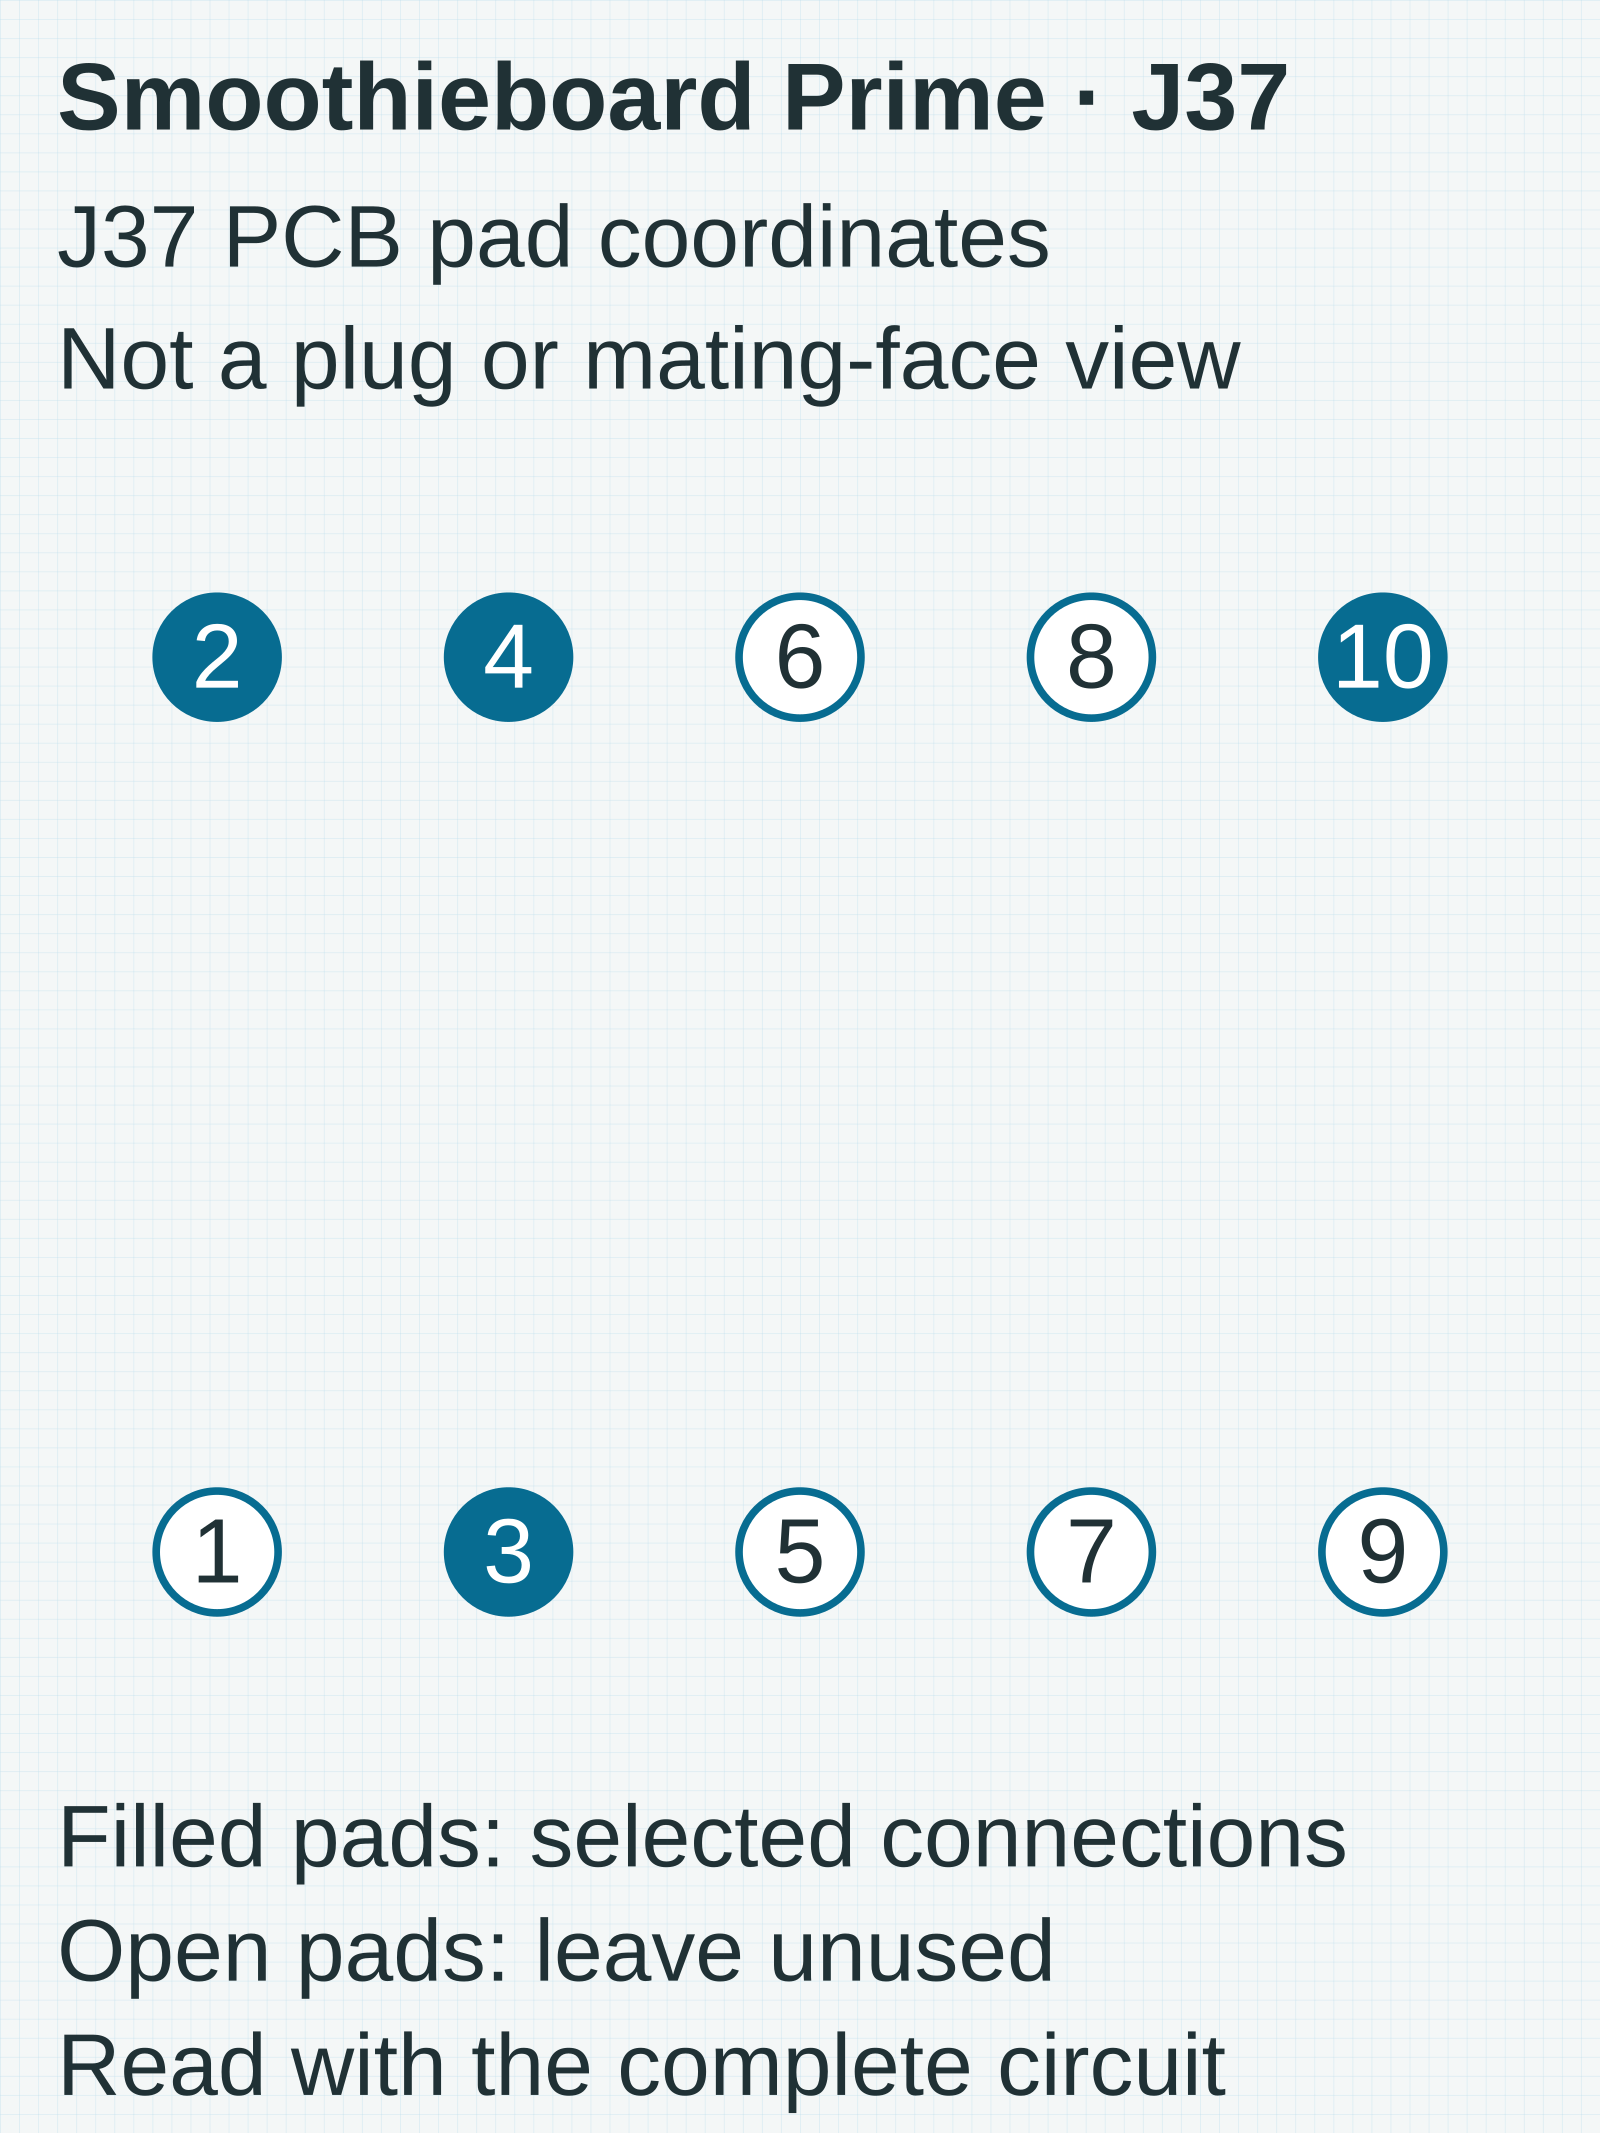 Smoothieboard Prime · J37
J37 PCB pad coordinates
Not a plug or mating-face view
2 4 6 8 10
1 3 5 7 9
Filled pads: selected connections
Open pads: leave unused
Read with the complete circuit